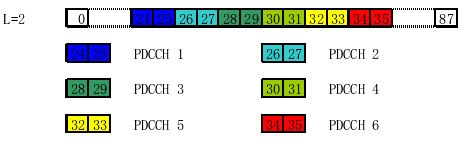 L=2 0 24 25 26 27 28 29 30 31 32 33 34 35 87
24 25 PDCCH 1 26 27 PDCCH 2
28 29 PDCCH 3 30 31 PDCCH 4
32 33 PDCCH 5 34 35 PDCCH 6